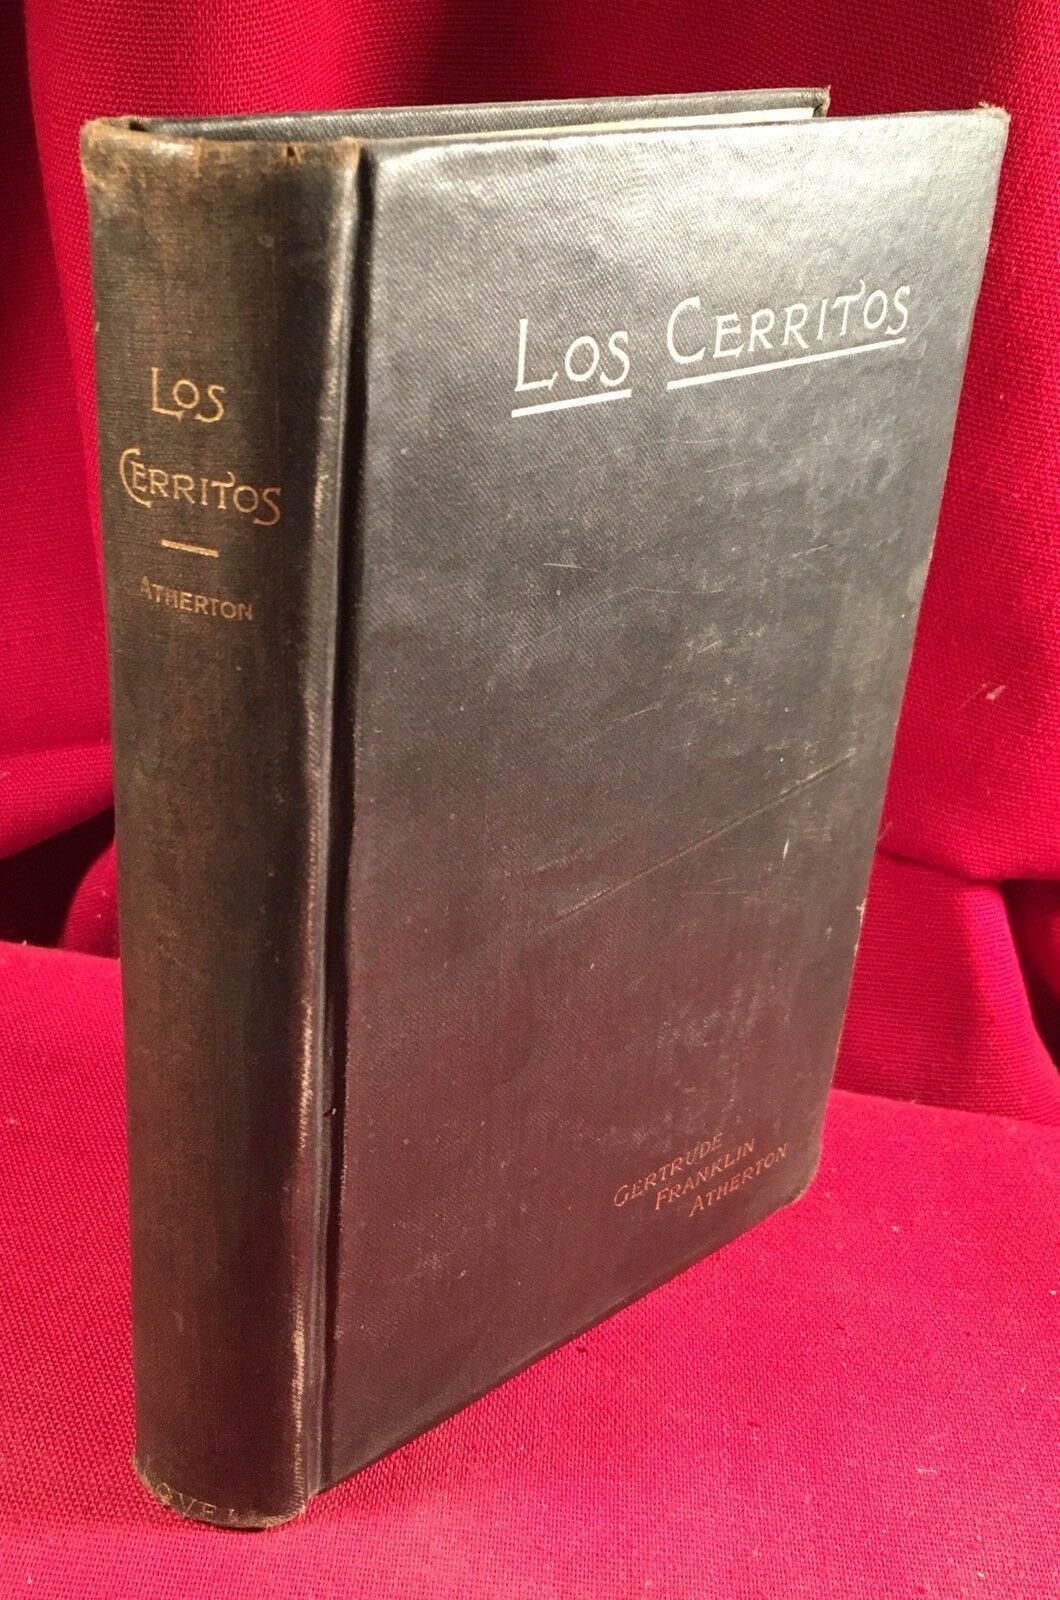 Los
Cerritos
Atherton
Los Cerritos
Gertrude
Franklin
Atherton